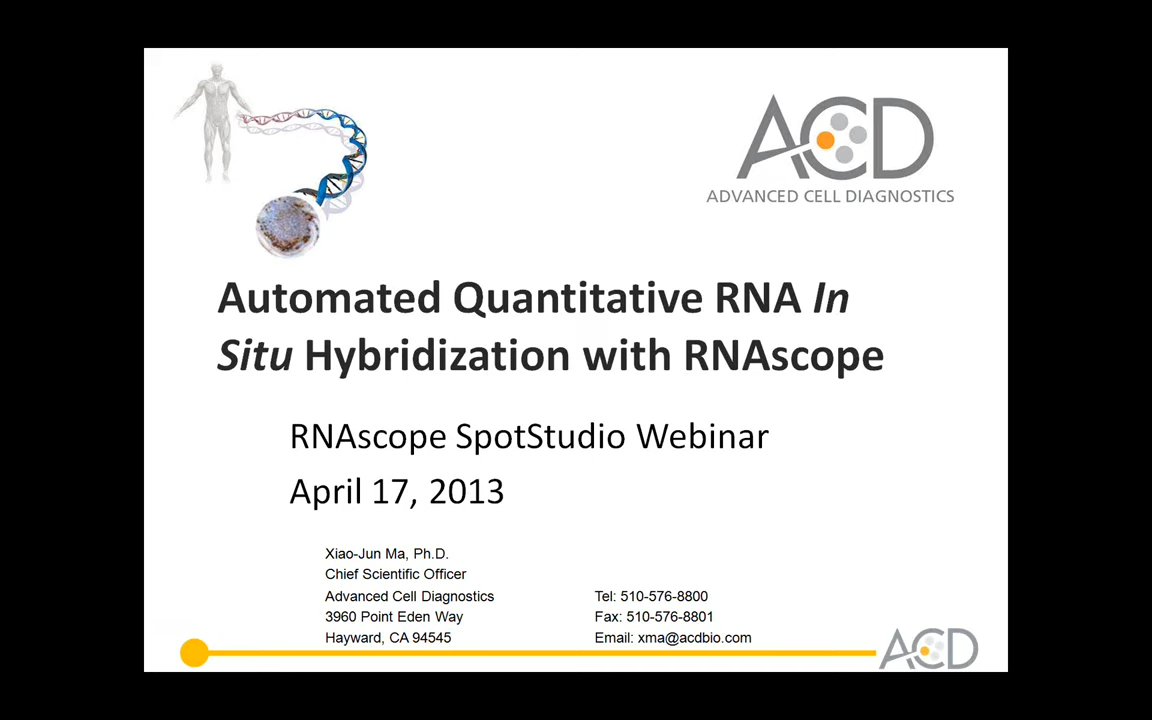 ACD
ADVANCED CELL DIAGNOSTICS
Automated Quantitative RNA In
Situ Hybridization with RNAscope
RNAscope SpotStudio Webinar
April 17, 2013
Xiao-Jun Ma, Ph.D.
Chief Scientific Officer
Advanced Cell Diagnostics
3960 Point Eden Way
Hayward, CA 94545
Tel: 510-576-8800
Fax: 510-576-8801
Email: xma@acdbio.com
ACD